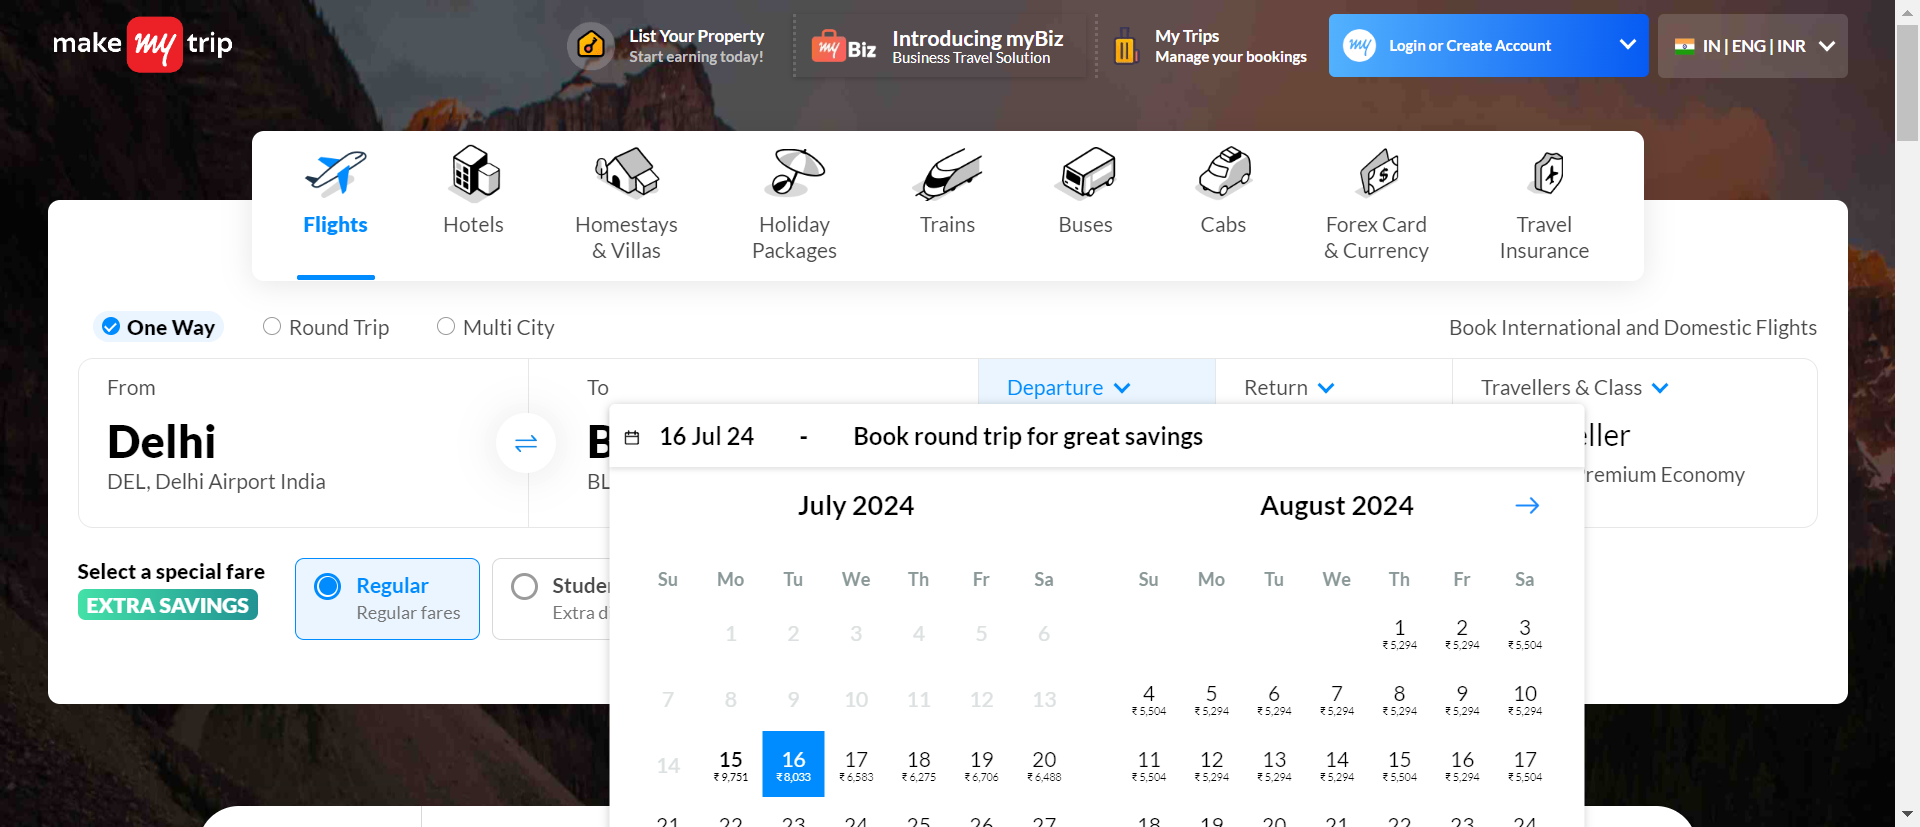 make my trip
List Your Property
Start earning today!
my Biz
Introducing myBiz
Business Travel Solution
My Trips
Manage your bookings
my
Login or Create Account
IN | ENG | INR
Flights
Hotels
Homestays
& Villas
Holiday
Packages
Trains
Buses
Cabs
Forex Card
& Currency
Travel
Insurance
One Way
Round Trip
Multi City
Book International and Domestic Flights
From
Delhi
DEL, Delhi Airport India
To
B
BL
Departure
Return
Travellers & Class
eller
remium Economy
16 Jul 24 - Book round trip for great savings
July 2024
Su Mo Tu We Th Fr Sa
1 2 3 4 5 6
7 8 9 10 11 12 13
14 15 16 17 18 19 20
₹ 9,751 ₹ 8,033 ₹ 6,583 ₹ 6,275 ₹ 6,706 ₹ 6,488
21 22 23 24 25 26 27
August 2024
Su Mo Tu We Th Fr Sa
1 2 3
₹ 5,294 ₹ 5,294 ₹ 5,504
4 5 6 7 8 9 10
₹ 5,504 ₹ 5,294 ₹ 5,294 ₹ 5,294 ₹ 5,294 ₹ 5,294 ₹ 5,294
11 12 13 14 15 16 17
₹ 5,504 ₹ 5,294 ₹ 5,294 ₹ 5,294 ₹ 5,504 ₹ 5,294 ₹ 5,504
18 19 20 21 22 23 24
Select a special fare
EXTRA SAVINGS
Regular
Regular fares
Stude
Extra d